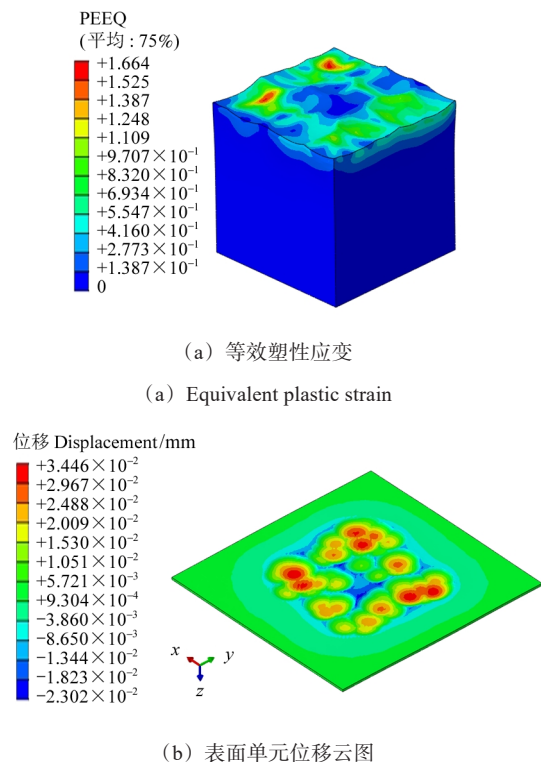 PEEQ
(平均 : 75%)
+1.664
+1.525
+1.387
+1.248
+1.109
+9.707×10⁻¹
+8.320×10⁻¹
+6.934×10⁻¹
+5.547×10⁻¹
+4.160×10⁻¹
+2.773×10⁻¹
+1.387×10⁻¹
0
（a）等效塑性应变
（a）Equivalent plastic strain
位移 Displacement/mm
+3.446×10⁻²
+2.967×10⁻²
+2.488×10⁻²
+2.009×10⁻²
+1.530×10⁻²
+1.051×10⁻²
+5.721×10⁻³
+9.304×10⁻⁴
−3.860×10⁻³
−8.650×10⁻³
−1.344×10⁻²
−1.823×10⁻²
−2.302×10⁻²
x
y
z
（b）表面单元位移云图